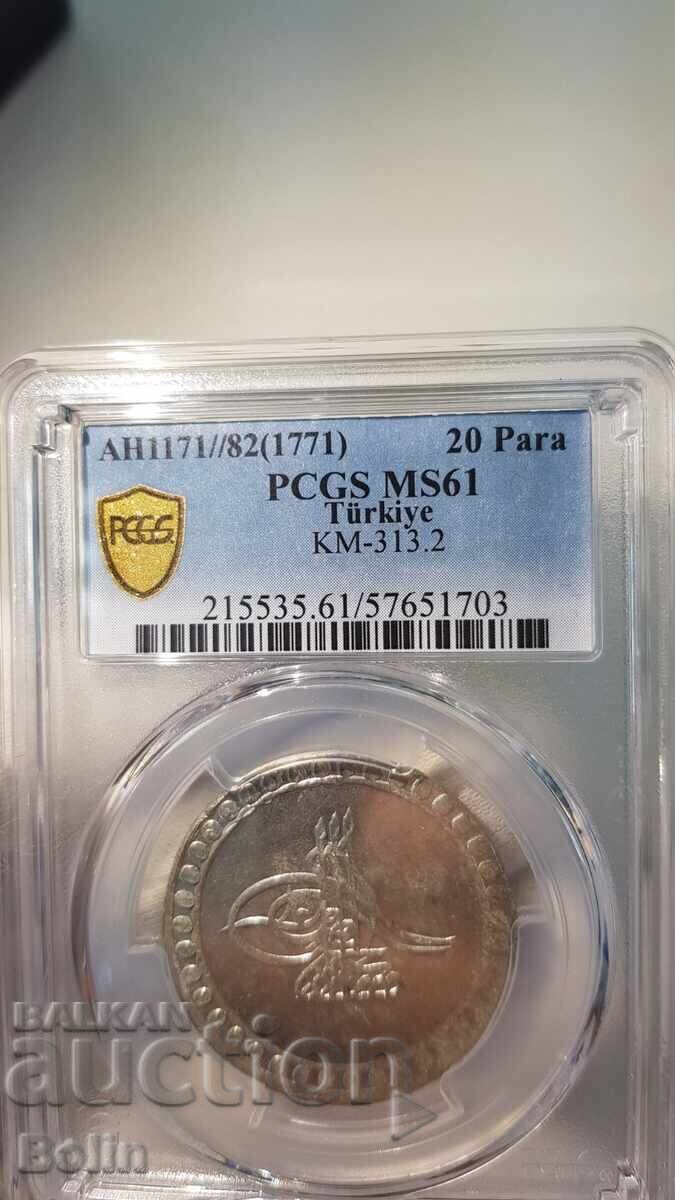 AH1171//82(1771) 20 Para
PCGS MS61
Türkiye
KM-313.2
PCGS
215535.61/57651703
BALKAN
auction
Bolin